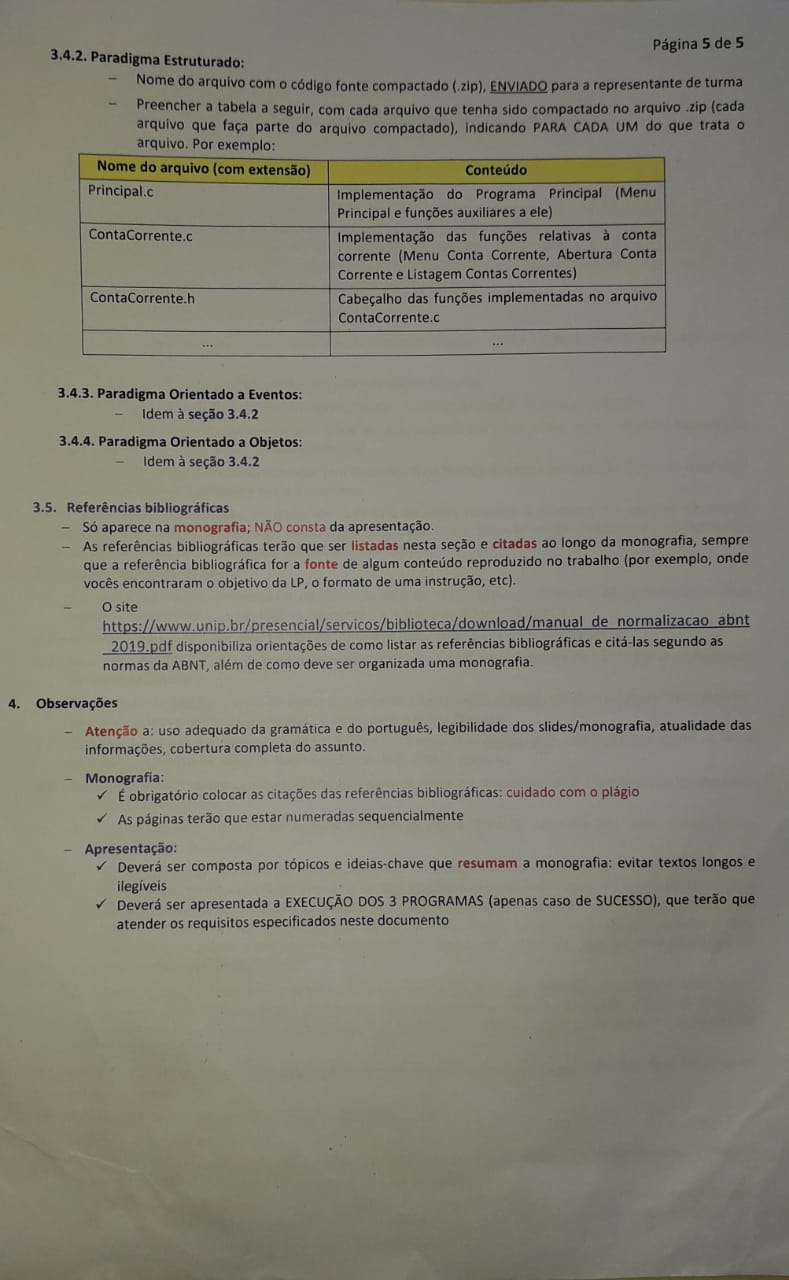 Página 5 de 5
3.4.2. Paradigma Estruturado:
– Nome do arquivo com o código fonte compactado (.zip), ENVIADO para a representante de turma
– Preencher a tabela a seguir, com cada arquivo que tenha sido compactado no arquivo .zip (cada
arquivo que faça parte do arquivo compactado), indicando PARA CADA UM do que trata o
arquivo. Por exemplo:
Nome do arquivo (com extensão) Conteúdo
Principal.c Implementação do Programa Principal (Menu
Principal e funções auxiliares a ele)
ContaCorrente.c Implementação das funções relativas à conta
corrente (Menu Conta Corrente, Abertura Conta
Corrente e Listagem Contas Correntes)
ContaCorrente.h Cabeçalho das funções implementadas no arquivo
ContaCorrente.c
... ...
3.4.3. Paradigma Orientado a Eventos:
– Idem à seção 3.4.2
3.4.4. Paradigma Orientado a Objetos:
– Idem à seção 3.4.2
3.5. Referências bibliográficas
– Só aparece na monografia; NÃO consta da apresentação.
– As referências bibliográficas terão que ser listadas nesta seção e citadas ao longo da monografia, sempre
que a referência bibliográfica for a fonte de algum conteúdo reproduzido no trabalho (por exemplo, onde
vocês encontraram o objetivo da LP, o formato de uma instrução, etc).
– O site
https://www.unip.br/presencial/servicos/biblioteca/download/manual_de_normalizacao_abnt
_2019.pdf disponibiliza orientações de como listar as referências bibliográficas e citá-las segundo as
normas da ABNT, além de como deve ser organizada uma monografia.
4. Observações
– Atenção a: uso adequado da gramática e do português, legibilidade dos slides/monografia, atualidade das
informações, cobertura completa do assunto.
– Monografia:
✓ É obrigatório colocar as citações das referências bibliográficas: cuidado com o plágio
✓ As páginas terão que estar numeradas sequencialmente
– Apresentação:
✓ Deverá ser composta por tópicos e ideias-chave que resumam a monografia: evitar textos longos e
ilegíveis
✓ Deverá ser apresentada a EXECUÇÃO DOS 3 PROGRAMAS (apenas caso de SUCESSO), que terão que
atender os requisitos especificados neste documento